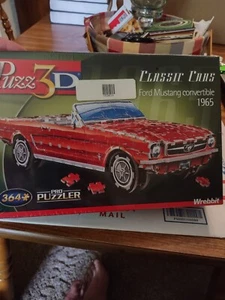 Puzz 3D
CLASSIC CARS
Ford Mustang convertible
1965
364
PRO
PUZZLER
Wrebbit
MAIL